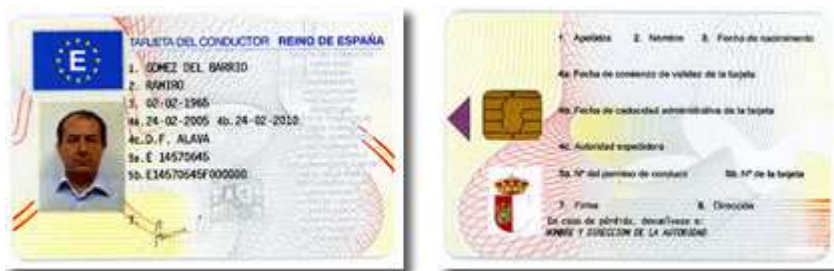 E
TARJETA DEL CONDUCTOR REINO DE ESPAÑA
1. GOMEZ DEL BARRIO
2. RAMIRO
3. 02-02-1965
4a. 24-02-2005 4b. 24-02-2010
4c. D.F. ALAVA
5a. E 14570645
5b. E14570645F000000
7.
1. Apellidos 2. Nombre 3. Fecha de nacimiento
4a. Fecha de comienzo de validez de la tarjeta
4b. Fecha de caducidad administrativa de la tarjeta
4c. Autoridad expedidora
5a. Nº del permiso de conducir 5b. Nº de la tarjeta
7. Firma 8. Dirección
En caso de pérdida, devuélvase a:
NOMBRE Y DIRECCION DE LA AUTORIDAD